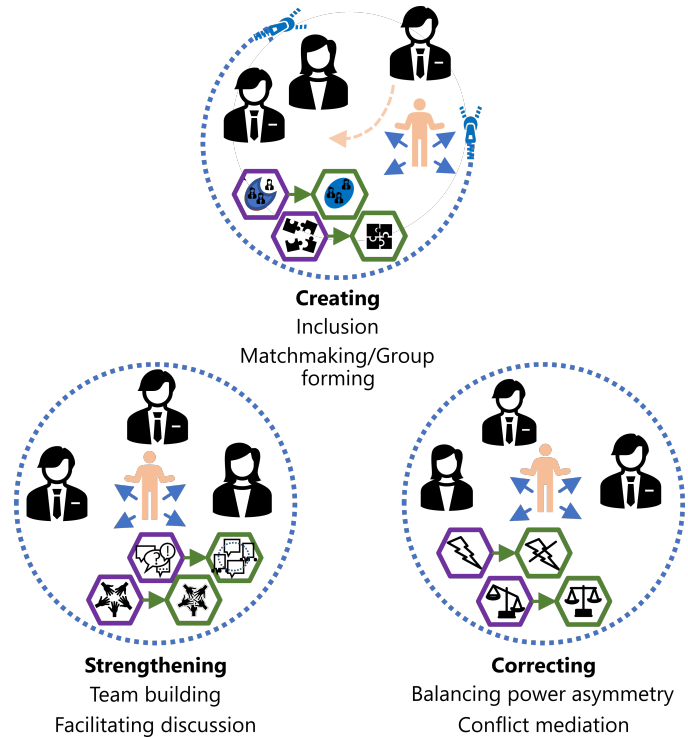 Creating
Inclusion
Matchmaking/Group
forming
Strengthening
Team building
Facilitating discussion
Correcting
Balancing power asymmetry
Conflict mediation